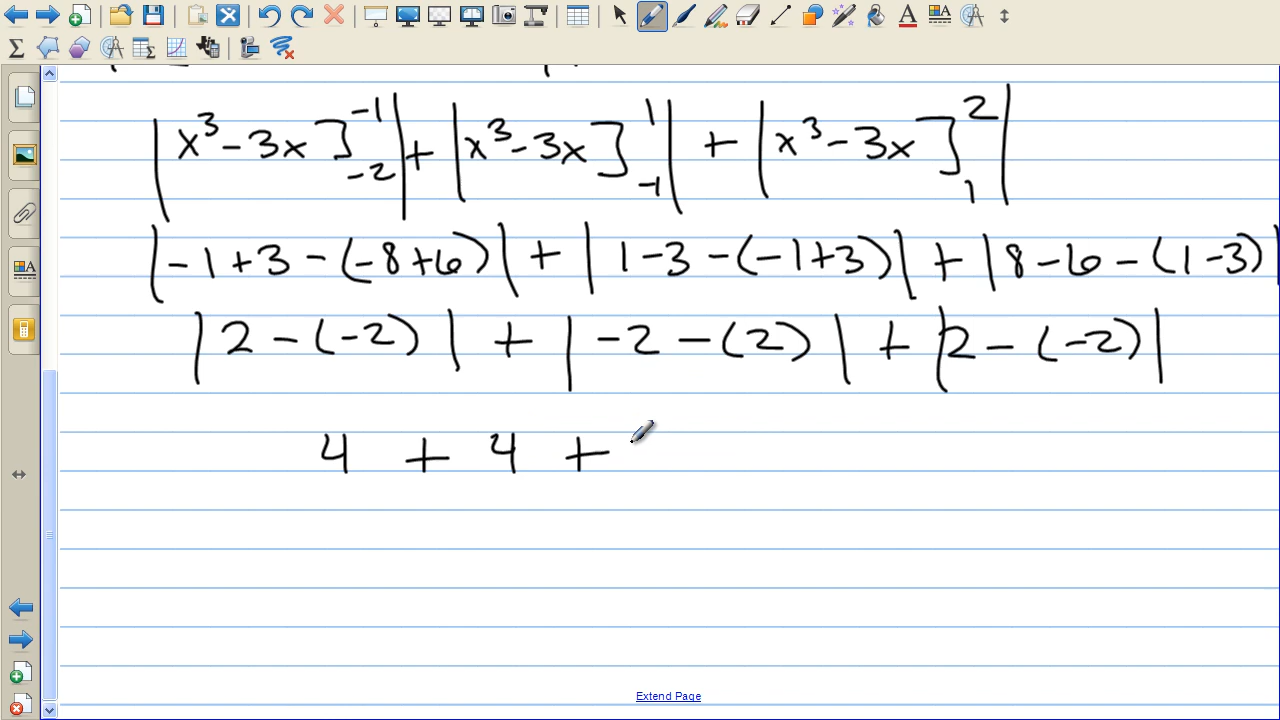 |x³-3x]₋₂⁻¹| + |x³-3x]₋₁¹| + |x³-3x]₁²|
|-1+3-(-8+6)| + |1-3-(-1+3)| + |8-6-(1-3)|
|2-(-2)| + |-2-(2)| + |2-(-2)|
4 + 4 +
Extend Page